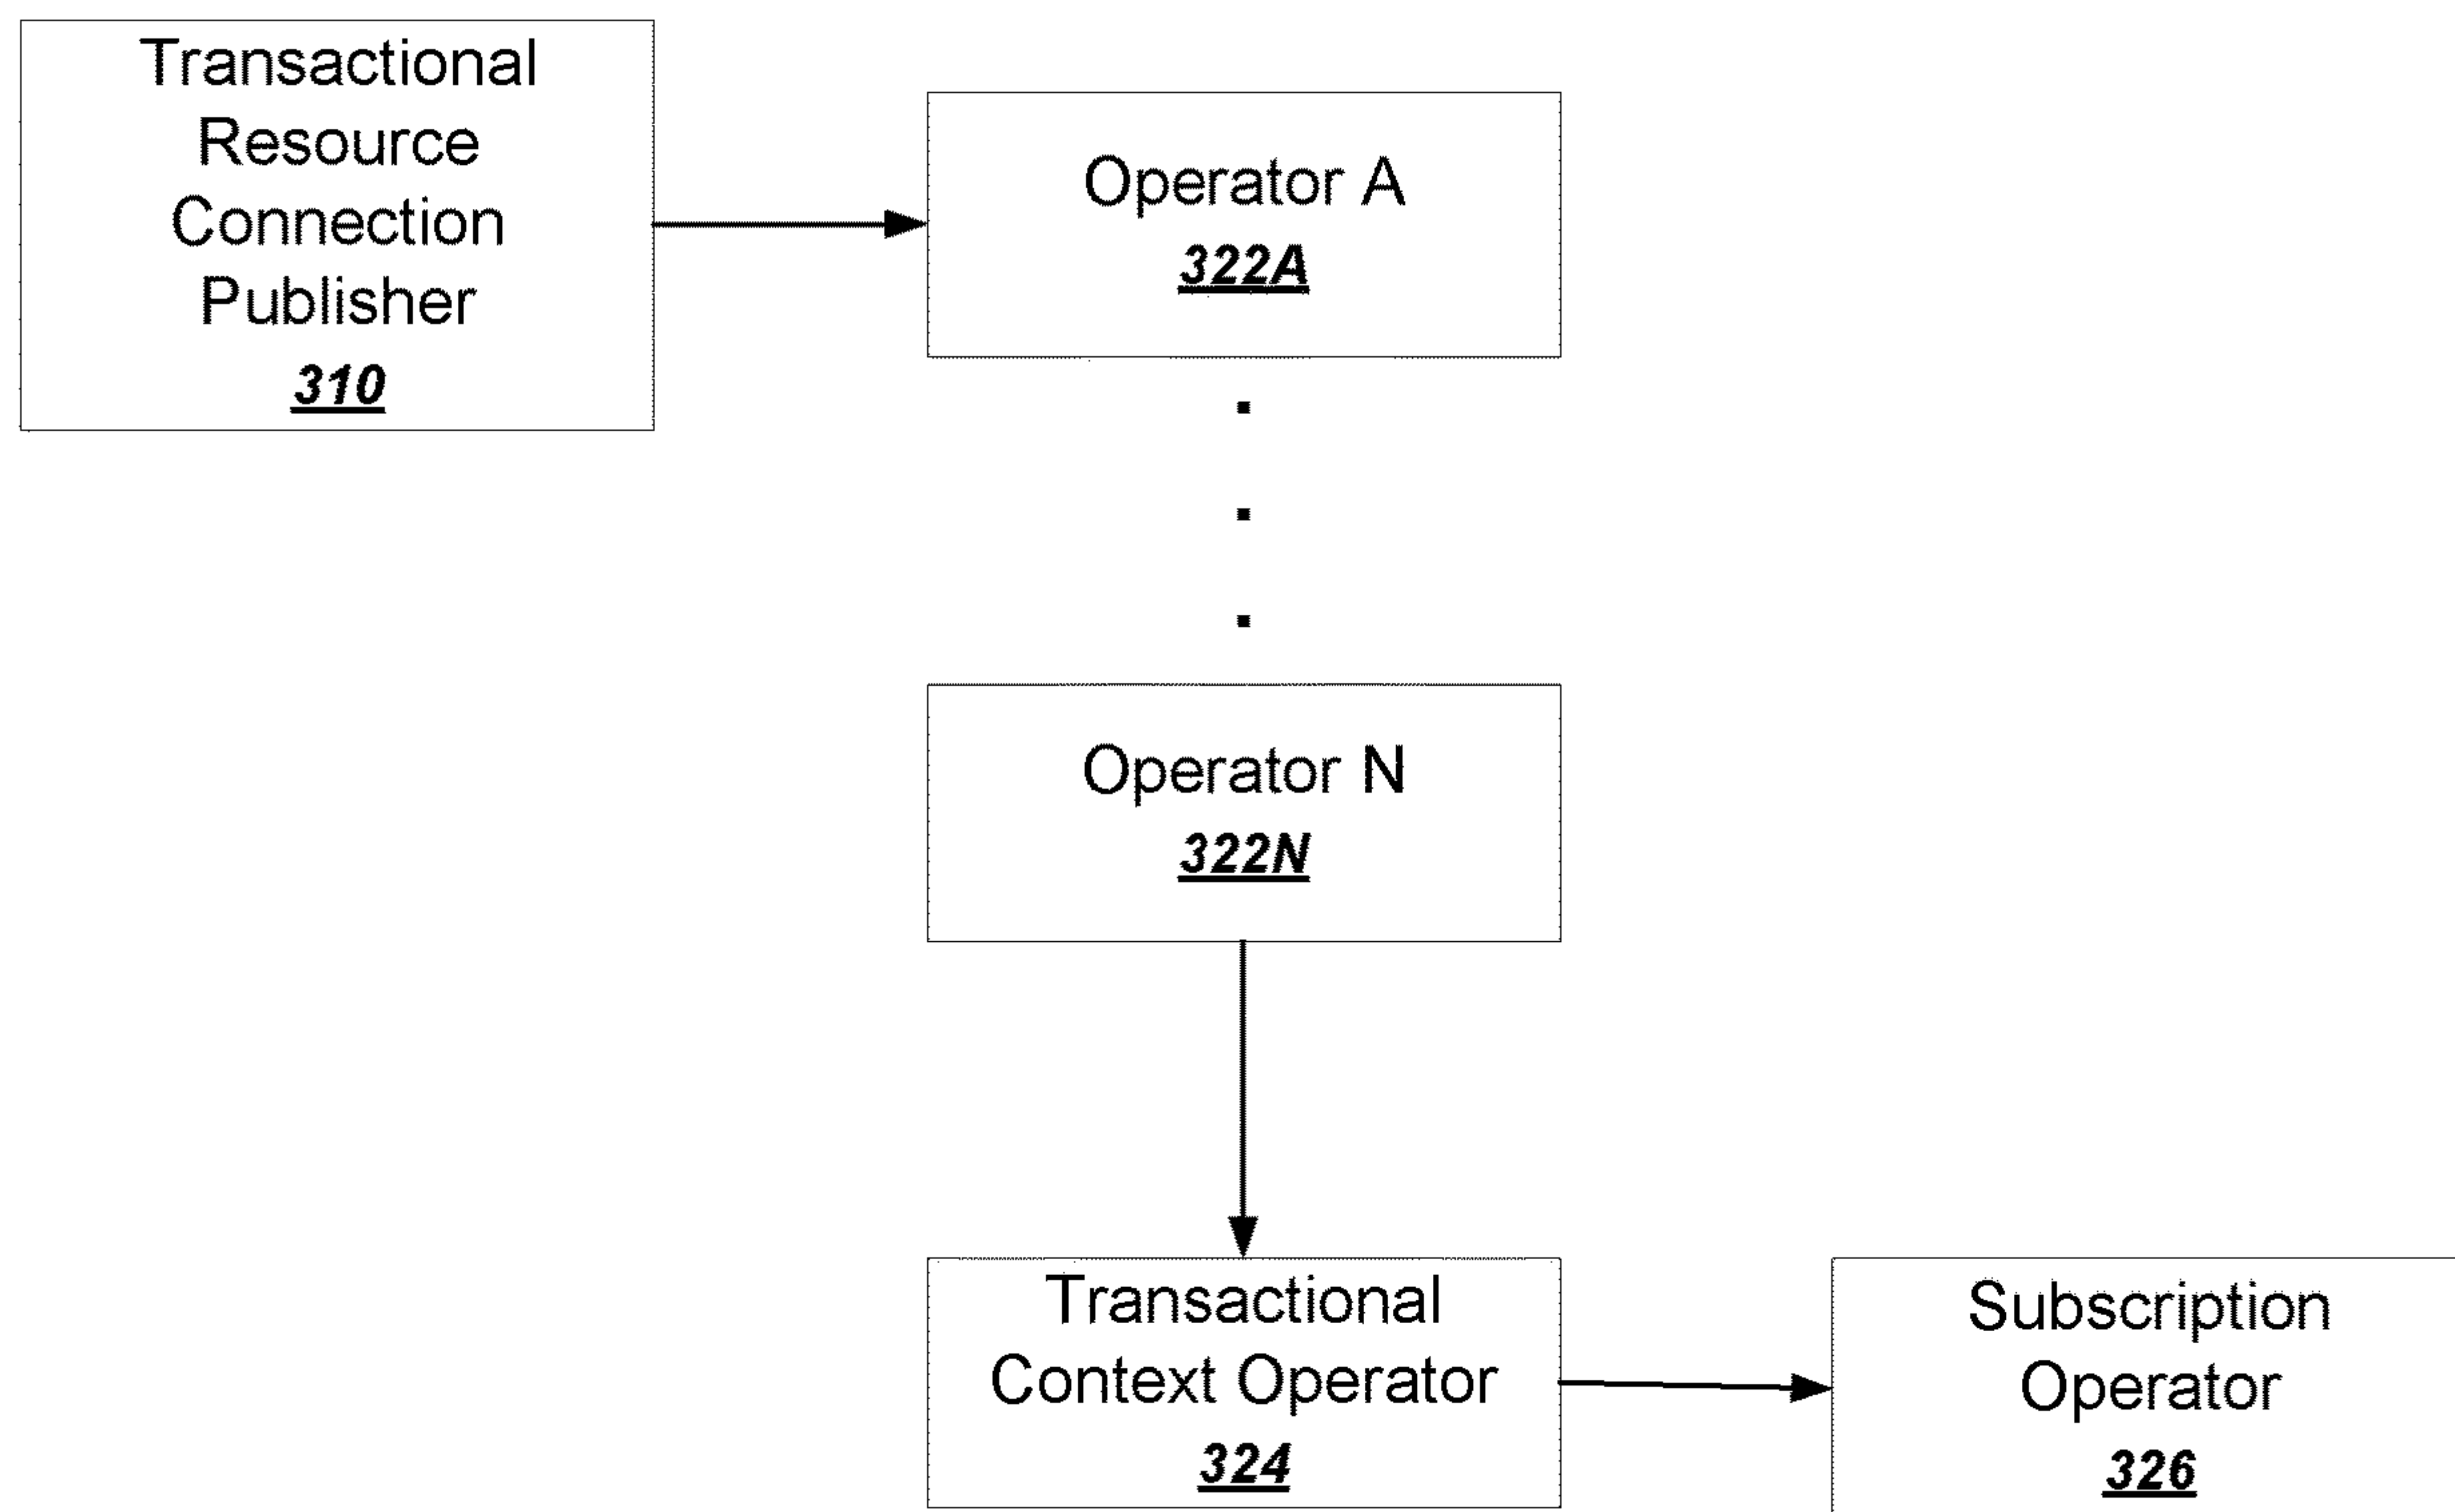 Transactional
Resource
Connection
Publisher
310
Operator A
322A
Operator N
322N
Transactional
Context Operator
324
Subscription
Operator
326